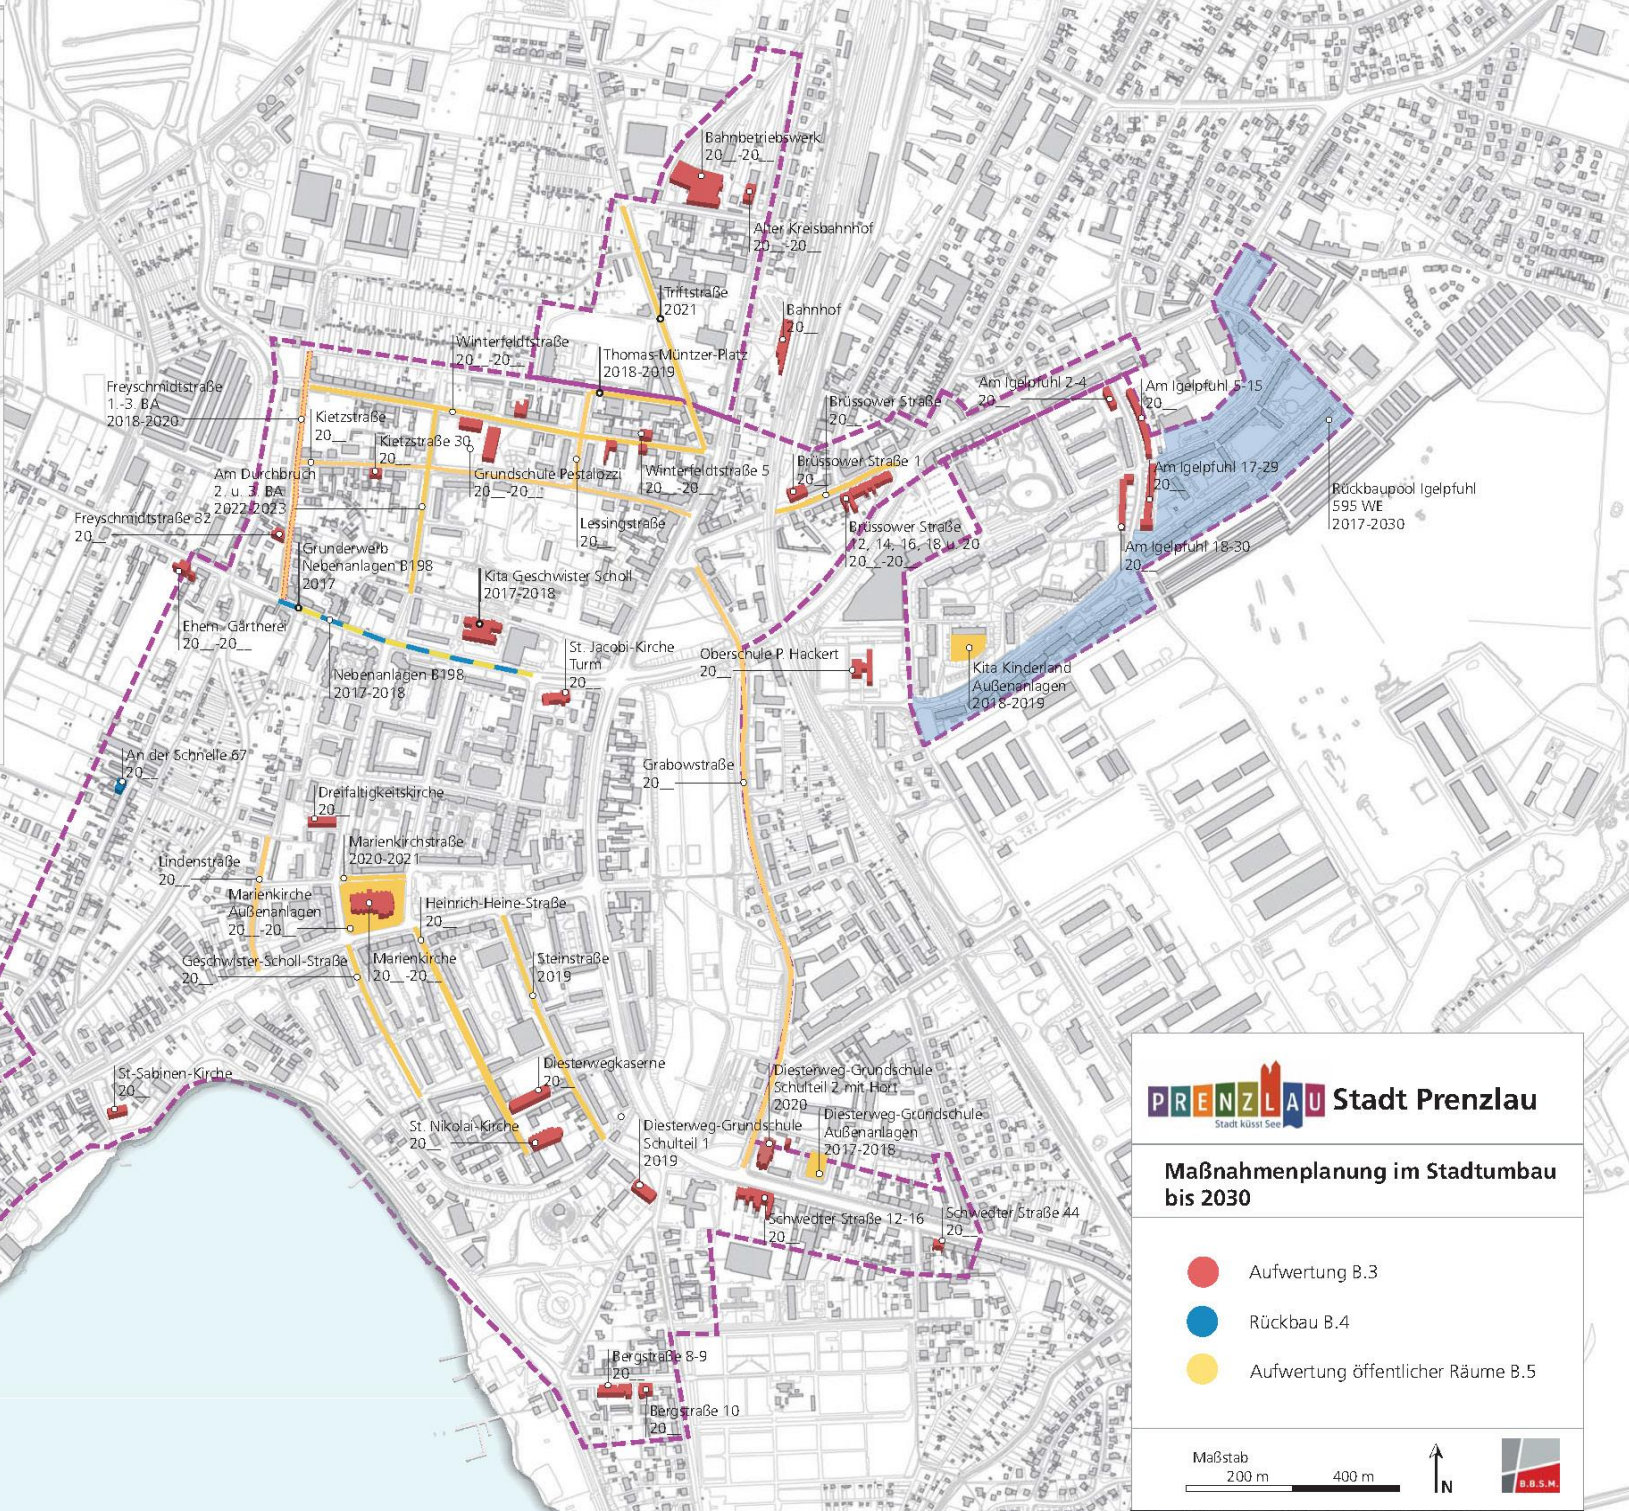 Bahnbetriebswerk
20__-20__
Alter Kreisbahnhof
20__-20__
Triftstraße
2021
Bahnhof
20__
Winterfeldtstraße
20__-20__
Thomas-Müntzer-Platz
2018-2019
Freyschmidtstraße
1.-3. BA
2018-2020
Kietzstraße
20__
Kietzstraße 30
20__
Am Durchbruch
2. u. 3. BA
2022-2023
Grundschule Pestalozzi
20__-20__
Winterfeldtstraße 5
20__-20__
Lessingstraße
20__
Brüssower Straße
20__
Brüssower Straße 1
20__
Brüssower Straße
12, 14, 16, 18 u. 20
20__-20__
Am Igelpfuhl 2-4
20__
Am Igelpfuhl 5-15
20__
Am Igelpfuhl 17-29
20__
Am Igelpfuhl 18-30
20__
Rückbaupool Igelpfuhl
595 WE
2017-2030
Freyschmidtstraße 32
20__
Grunderwerb
Nebenanlagen B198
2017
Kita Geschwister Scholl
2017-2018
Ehem. Gärtnerei
20__-20__
Nebenanlagen B198
2017-2018
St. Jacobi-Kirche
Turm
20__
Oberschule P. Hackert
20__
Kita Kinderland
Außenanlagen
2018-2019
An der Schnelle 67
20__
Grabowstraße
20__
Dreifaltigkeitskirche
20__
Marienkirchstraße
2020-2021
Lindenstraße
20__
Marienkirche
Außenanlagen
20__-20__
Heinrich-Heine-Straße
20__
Geschwister-Scholl-Straße
20__
Marienkirche
20__-20__
Steinstraße
2019
St-Sabinen-Kirche
20__
Diesterwegkaserne
20__
St. Nikolai-Kirche
20__
Diesterweg-Grundschule
Schulteil 1
2019
Diesterweg-Grundschule
Schulteil 2 mit Hort
2020
Diesterweg-Grundschule
Außenanlagen
2017-2018
Schwedter Straße 12-16
20__
Schwedter Straße 44
20__
Bergstraße 8-9
20__
Bergstraße 10
20__
PRENZLAU Stadt Prenzlau
Stadt küsst See
Maßnahmenplanung im Stadtumbau
bis 2030
Aufwertung B.3
Rückbau B.4
Aufwertung öffentlicher Räume B.5
Maßstab
200 m 400 m
N
B.B.S.M.